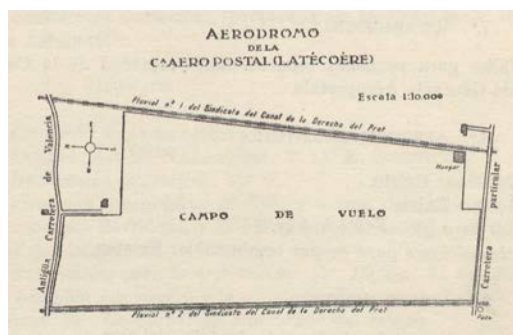 AERODROMO
DE LA
Cª AERO POSTAL (LATÉCOÈRE)
Escala 1:10.000
Pluvial nº 1 del Sindicato del Canal de la Derecha del Prat
Antigua Carretera de Valencia
Hangar
CAMPO DE VUELO
Carretera particular
Pluvial nº 2 del Sindicato del Canal de la Derecha del Prat